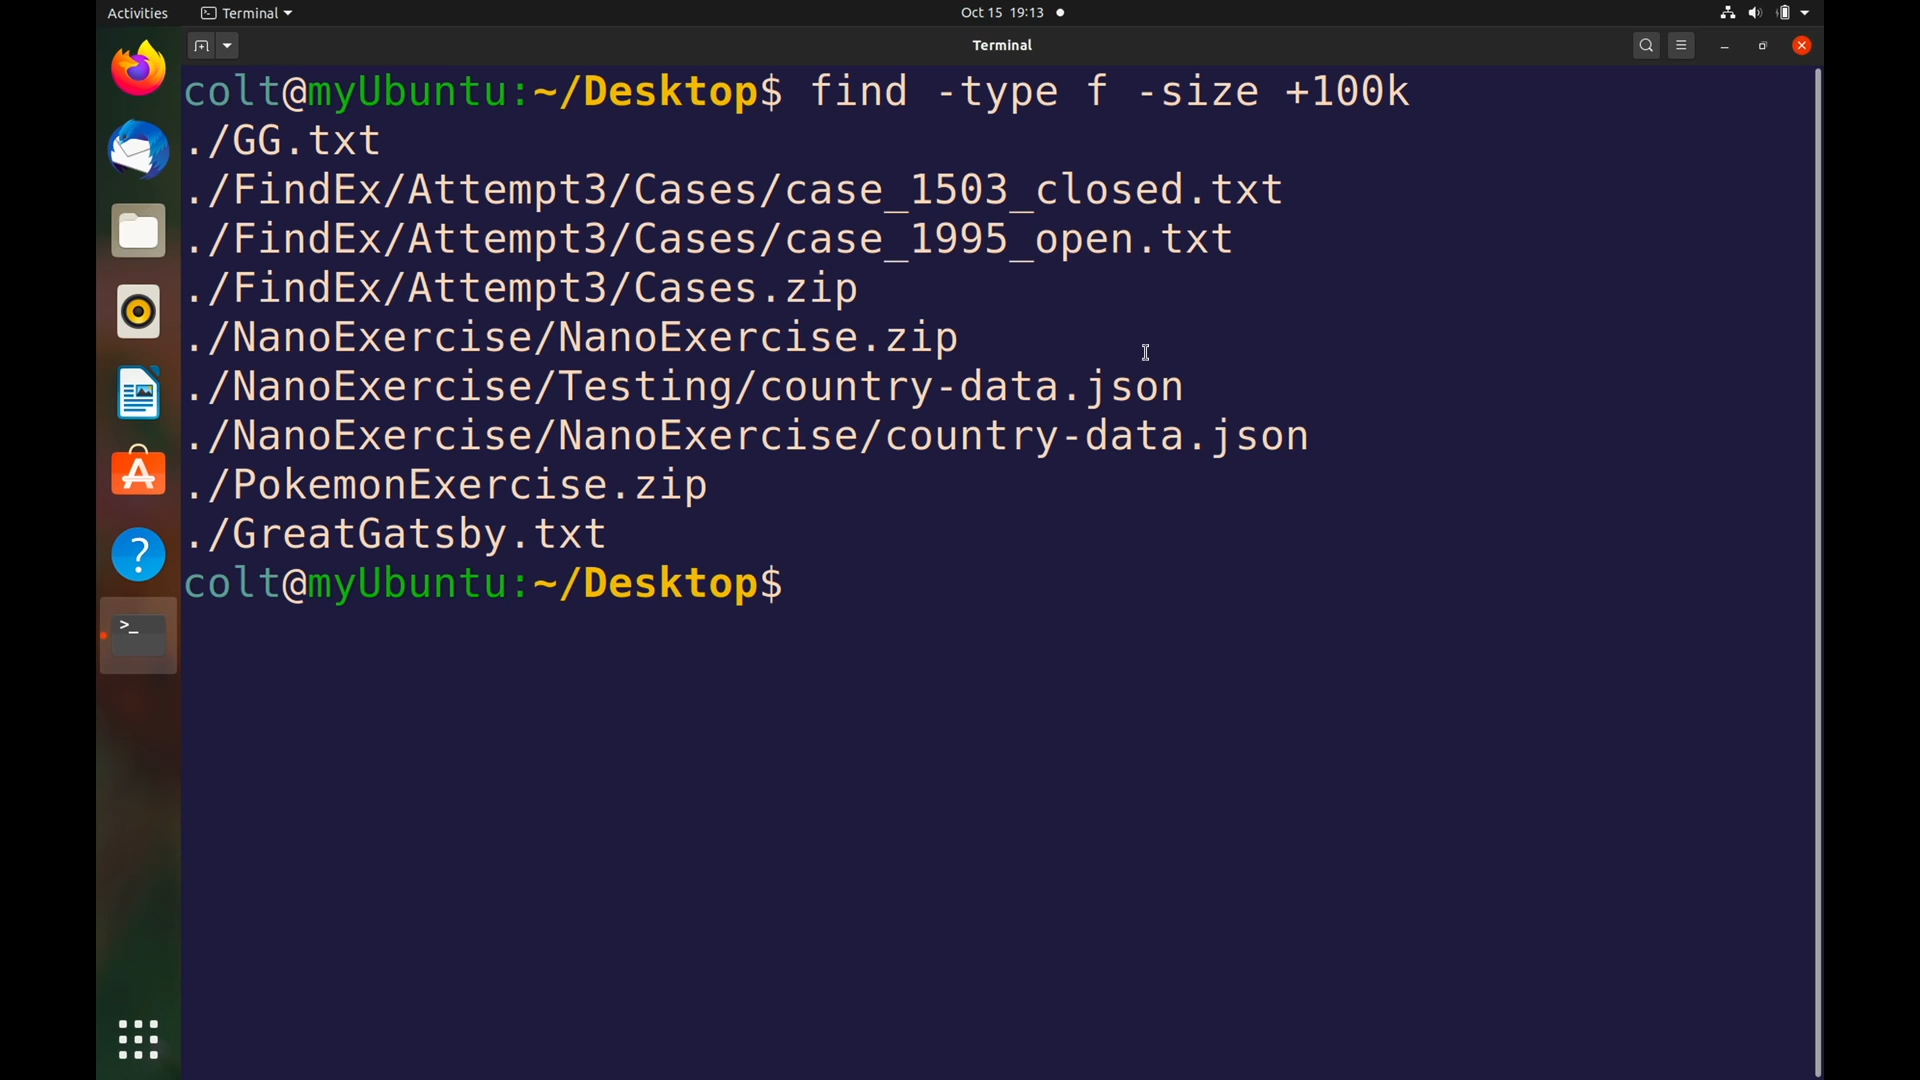 Activities Terminal Oct 15 19:13
Terminal
colt@myUbuntu:~/Desktop$ find -type f -size +100k
./GG.txt
./FindEx/Attempt3/Cases/case_1503_closed.txt
./FindEx/Attempt3/Cases/case_1995_open.txt
./FindEx/Attempt3/Cases.zip
./NanoExercise/NanoExercise.zip
./NanoExercise/Testing/country-data.json
./NanoExercise/NanoExercise/country-data.json
./PokemonExercise.zip
./GreatGatsby.txt
colt@myUbuntu:~/Desktop$